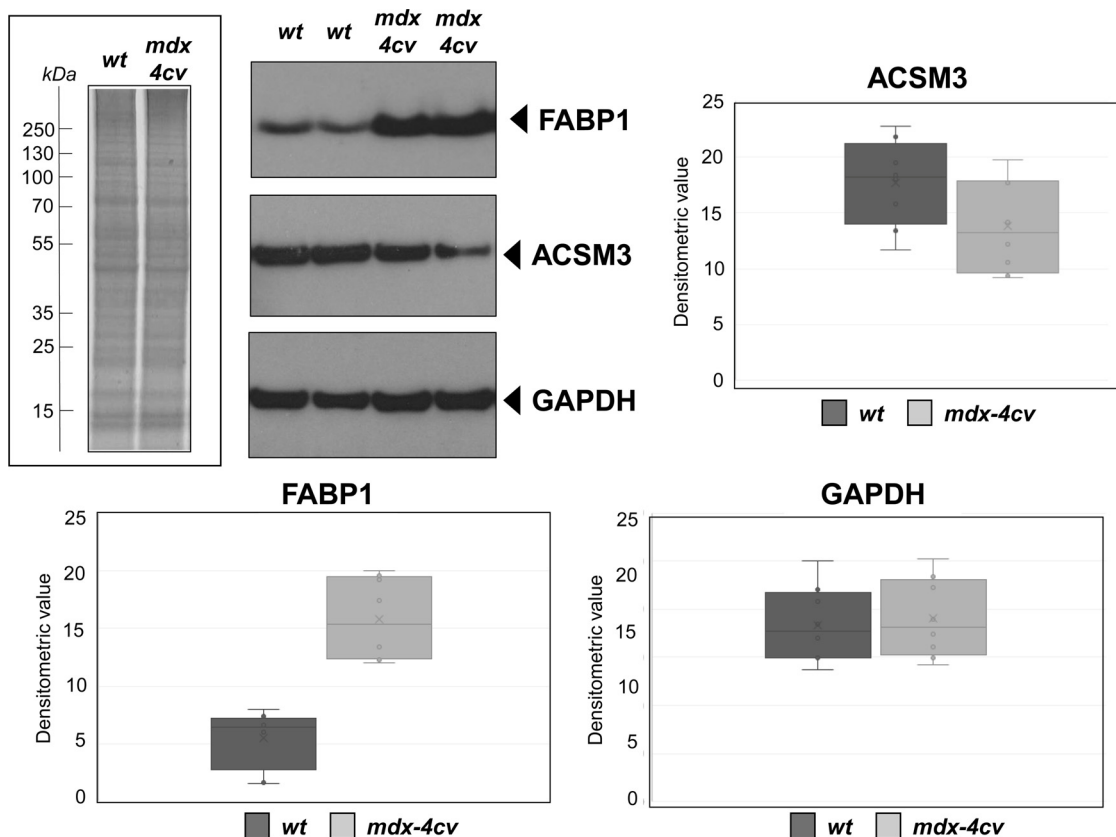 kDa
wt
mdx
4cv
250
130
100
70
55
35
25
15
wt wt mdx mdx
4cv 4cv
FABP1
ACSM3
GAPDH
ACSM3
Densitometric value
25
20
15
10
5
0
wt mdx-4cv
FABP1
Densitometric value
25
20
15
10
5
0
wt mdx-4cv
GAPDH
Densitometric value
25
20
15
10
5
0
wt mdx-4cv